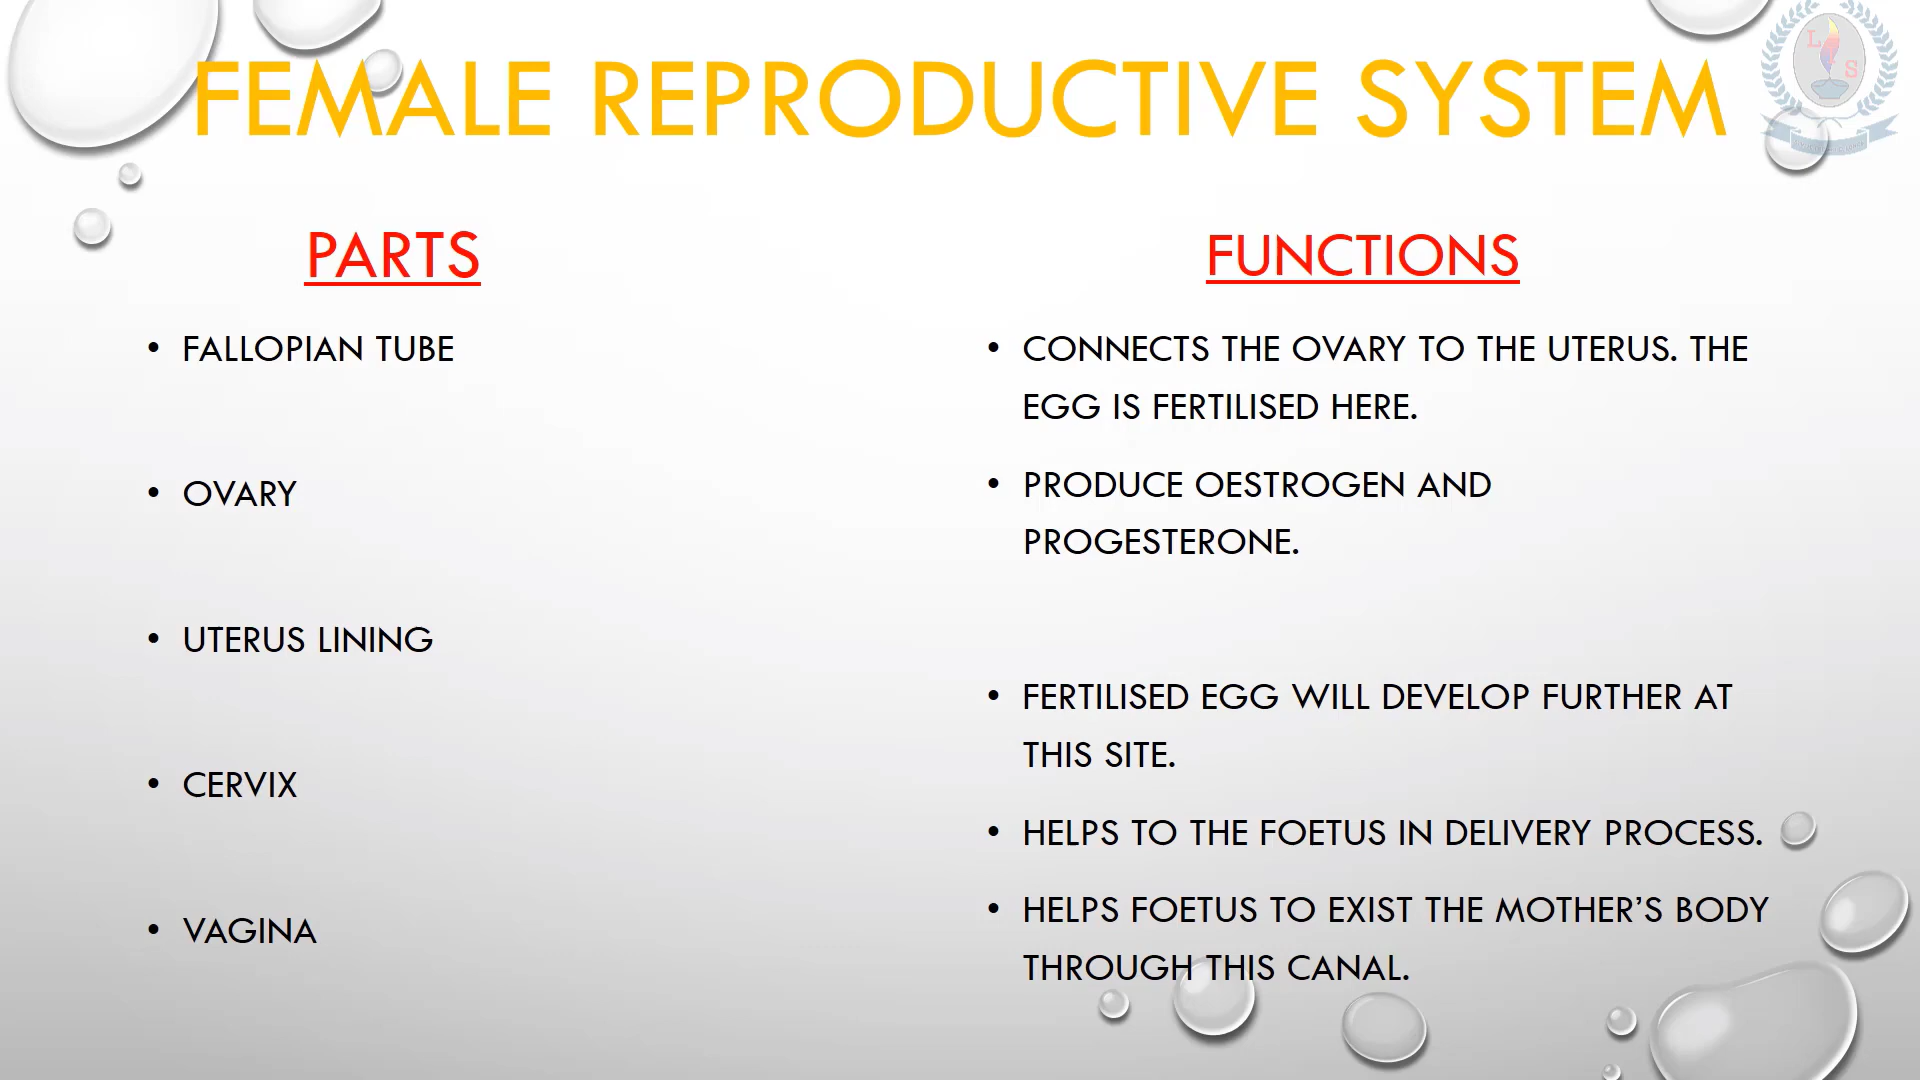 FEMALE REPRODUCTIVE SYSTEM
L
S
PARTS
• FALLOPIAN TUBE
• OVARY
• UTERUS LINING
• CERVIX
• VAGINA
FUNCTIONS
• CONNECTS THE OVARY TO THE UTERUS. THE
EGG IS FERTILISED HERE.
• PRODUCE OESTROGEN AND
PROGESTERONE.
• FERTILISED EGG WILL DEVELOP FURTHER AT
THIS SITE.
• HELPS TO THE FOETUS IN DELIVERY PROCESS.
• HELPS FOETUS TO EXIST THE MOTHER’S BODY
THROUGH THIS CANAL.